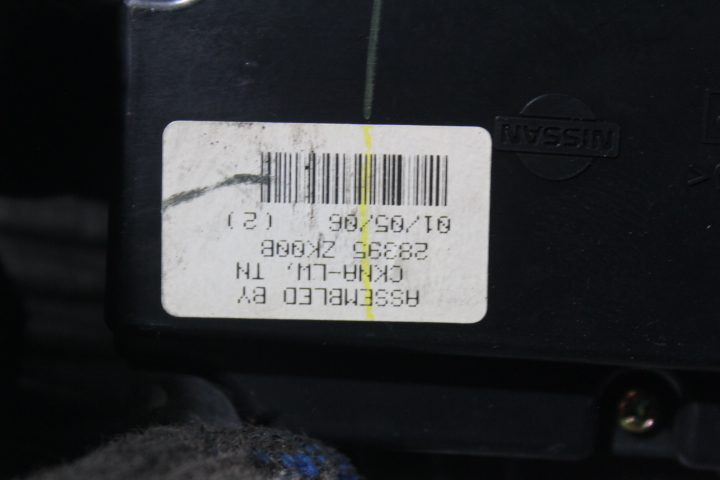 ASSEMBLED BY
CKNA-LW, TN
28395 ZK00B
01/05/06 (2)
NISSAN